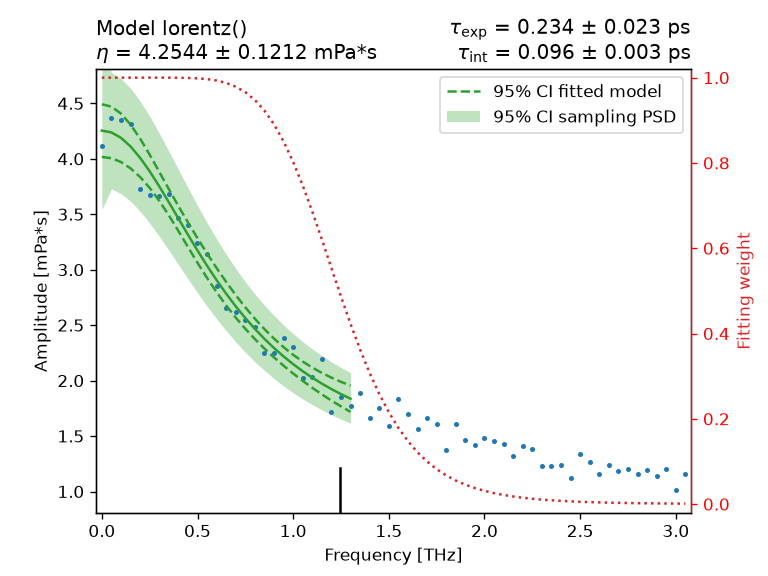 Model lorentz()
η = 4.2544 ± 0.1212 mPa*s
τexp = 0.234 ± 0.023 ps
τint = 0.096 ± 0.003 ps
95% CI fitted model
95% CI sampling PSD
Amplitude [mPa*s]
4.5
4.0
3.5
3.0
2.5
2.0
1.5
1.0
1.0
0.8
0.6
0.4
0.2
0.0
Fitting weight
0.0 0.5 1.0 1.5 2.0 2.5 3.0
Frequency [THz]